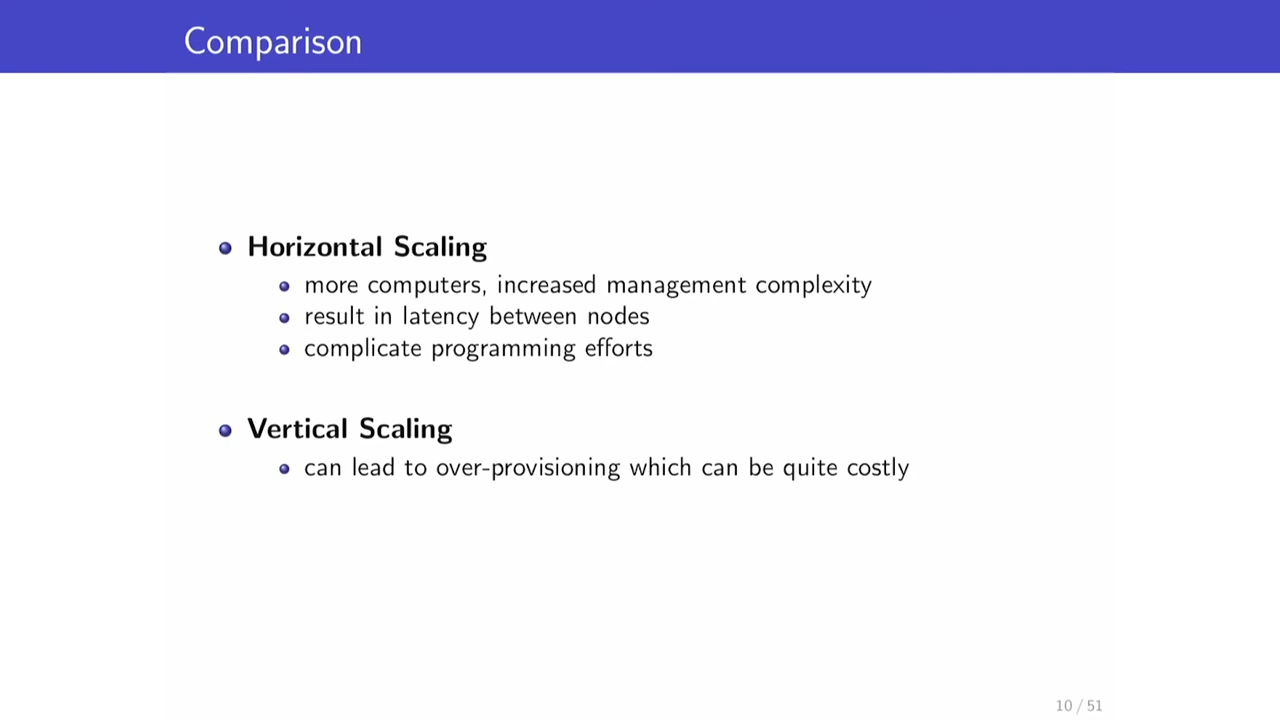 Comparison
Horizontal Scaling
more computers, increased management complexity
result in latency between nodes
complicate programming efforts
Vertical Scaling
can lead to over-provisioning which can be quite costly
10 / 51